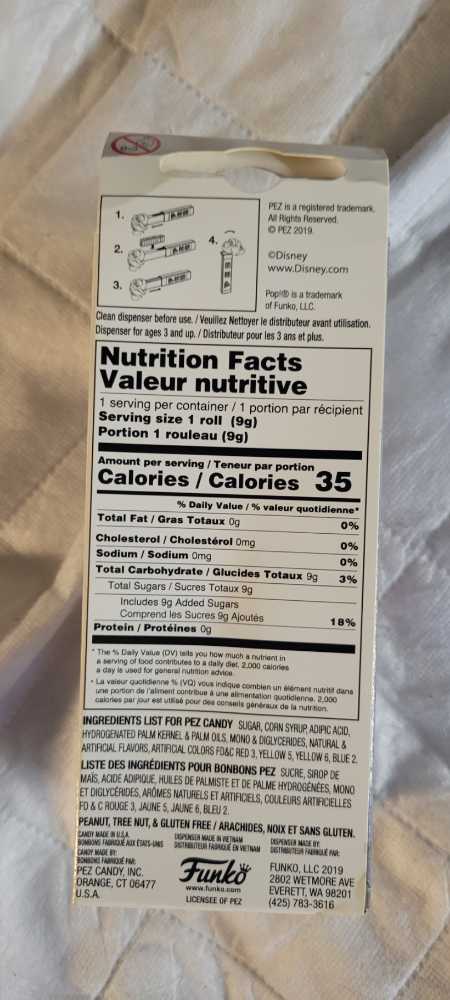 1.
2.
3.
4.
PEZ is a registered trademark.
All Rights Reserved.
© PEZ 2019.
©Disney
www.Disney.com
Pop!® is a trademark
of Funko, LLC.
Clean dispenser before use. / Veuillez Nettoyer le distributeur avant utilisation.
Dispenser for ages 3 and up. / Distributeur pour les 3 ans et plus.
Nutrition Facts
Valeur nutritive
1 serving per container / 1 portion par récipient
Serving size 1 roll (9g)
Portion 1 rouleau (9g)
Amount per serving / Teneur par portion
Calories / Calories 35
% Daily Value / % valeur quotidienne*
Total Fat / Gras Totaux 0g 0%
Cholesterol / Cholestérol 0mg 0%
Sodium / Sodium 0mg 0%
Total Carbohydrate / Glucides Totaux 9g 3%
Total Sugars / Sucres Totaux 9g
Includes 9g Added Sugars
Comprend les Sucres 9g Ajoutés 18%
Protein / Protéines 0g
* The % Daily Value (DV) tells you how much a nutrient in
a serving of food contributes to a daily diet. 2,000 calories
a day is used for general nutrition advice.
• La valeur quotidienne % (VQ) vous indique combien un élément nutritif dans
une portion de l'aliment contribue à une alimentation quotidienne. 2,000
calories par jour est utilisé pour des conseils généraux de la nutrition.
INGREDIENTS LIST FOR PEZ CANDY SUGAR, CORN SYRUP, ADIPIC ACID,
HYDROGENATED PALM KERNEL & PALM OILS, MONO & DIGLYCERIDES, NATURAL &
ARTIFICIAL FLAVORS, ARTIFICIAL COLORS FD&C RED 3, YELLOW 5, YELLOW 6, BLUE 2.
LISTE DES INGRÉDIENTS POUR BONBONS PEZ SUCRE, SIROP DE
MAÏS, ACIDE ADIPIQUE, HUILES DE PALMISTE ET DE PALME HYDROGÉNÉES, MONO
ET DIGLYCÉRIDES, ARÔMES NATURELS ET ARTIFICIELS, COULEURS ARTIFICIELLES
FD & C ROUGE 3, JAUNE 5, JAUNE 6, BLEU 2.
PEANUT, TREE NUT, & GLUTEN FREE / ARACHIDES, NOIX ET SANS GLUTEN.
CANDY MADE IN U.S.A.
BONBONS FABRIQUÉ AUX ÉTATS-UNIS
CANDY MADE BY:
BONBONS FABRIQUÉ PAR:
PEZ CANDY, INC.
ORANGE, CT 06477
U.S.A.
DISPENSER MADE IN VIETNAM
DISTRIBUTEUR FABRIQUÉ EN VIETNAM
Funko
www.funko.com
LICENSEE OF PEZ
DISPENSER MADE BY:
DISTRIBUTEUR FABRIQUÉ PAR:
FUNKO, LLC 2019
2802 WETMORE AVE
EVERETT, WA 98201
(425) 783-3616